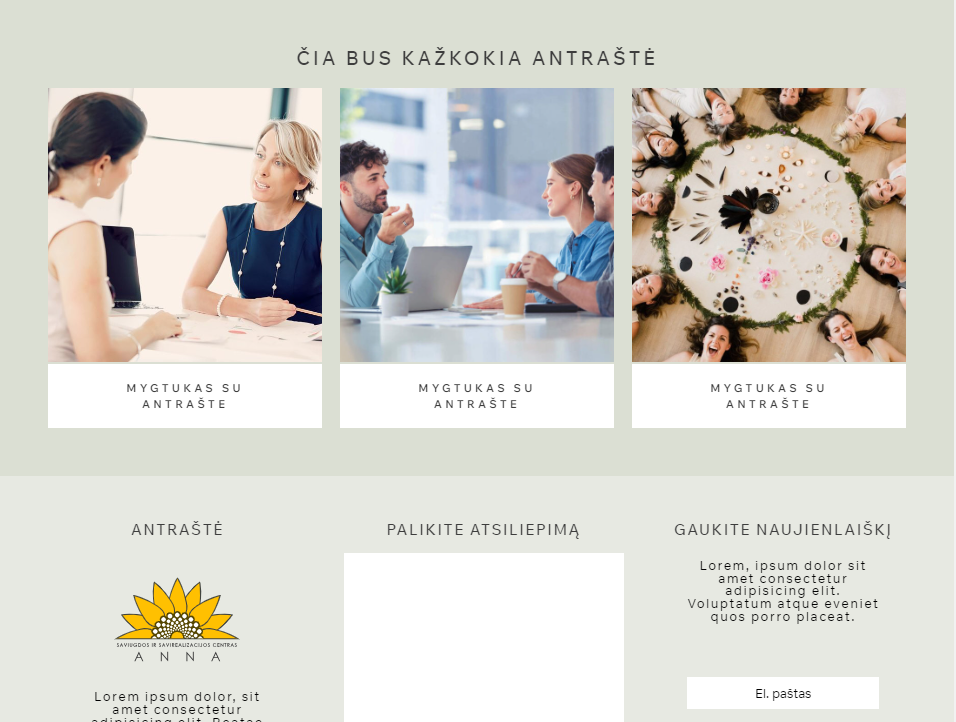 ČIA BUS KAŽKOKIA ANTRAŠTĖ
MYGTUKAS SU
ANTRAŠTE
MYGTUKAS SU
ANTRAŠTE
MYGTUKAS SU
ANTRAŠTE
ANTRAŠTĖ
SAVIUGDOS IR SAVIREALIZACIJOS CENTRAS
ANNA
Lorem ipsum dolor, sit
amet consectetur
adipisicing elit. Beatae
PALIKITE ATSILIEPIMĄ
GAUKITE NAUJIENLAIŠKĮ
Lorem, ipsum dolor sit
amet consectetur
adipisicing elit.
Voluptatum atque eveniet
quos porro placeat.
El. paštas